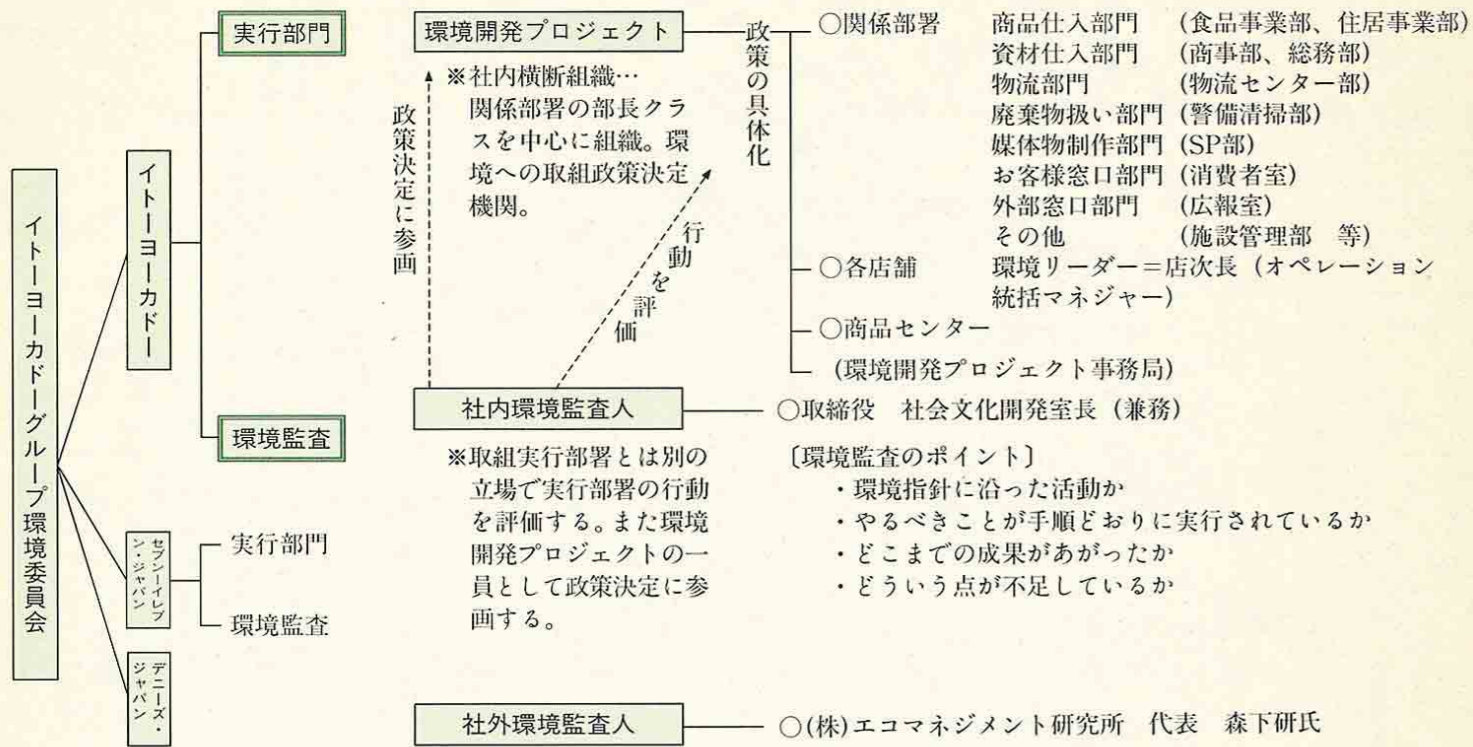 イトーヨーカドーグループ環境委員会
イトーヨーカドー
セブン-イレブ
ン・ジャパン
デニーズ・
ジャパン
実行部門
環境監査
実行部門
環境監査
環境開発プロジェクト
※社内横断組織…
関係部署の部長クラ
スを中心に組織。環
境への取組政策決定
機関。
政策決定に参画
行動を評価
政策の具体化
○関係部署 商品仕入部門 (食品事業部、住居事業部)
資材仕入部門 (商事部、総務部)
物流部門 (物流センター部)
廃棄物扱い部門 (警備清掃部)
媒体物制作部門 (SP部)
お客様窓口部門 (消費者室)
外部窓口部門 (広報室)
その他 (施設管理部 等)
○各店舗 環境リーダー=店次長 (オペレーション
統括マネジャー)
○商品センター
(環境開発プロジェクト事務局)
社内環境監査人
○取締役 社会文化開発室長 (兼務)
※取組実行部署とは別の
立場で実行部署の行動
を評価する。また環境
開発プロジェクトの一
員として政策決定に参
画する。
〔環境監査のポイント〕
・環境指針に沿った活動か
・やるべきことが手順どおりに実行されているか
・どこまでの成果があがったか
・どういう点が不足しているか
社外環境監査人
○(株)エコマネジメント研究所 代表 森下研氏